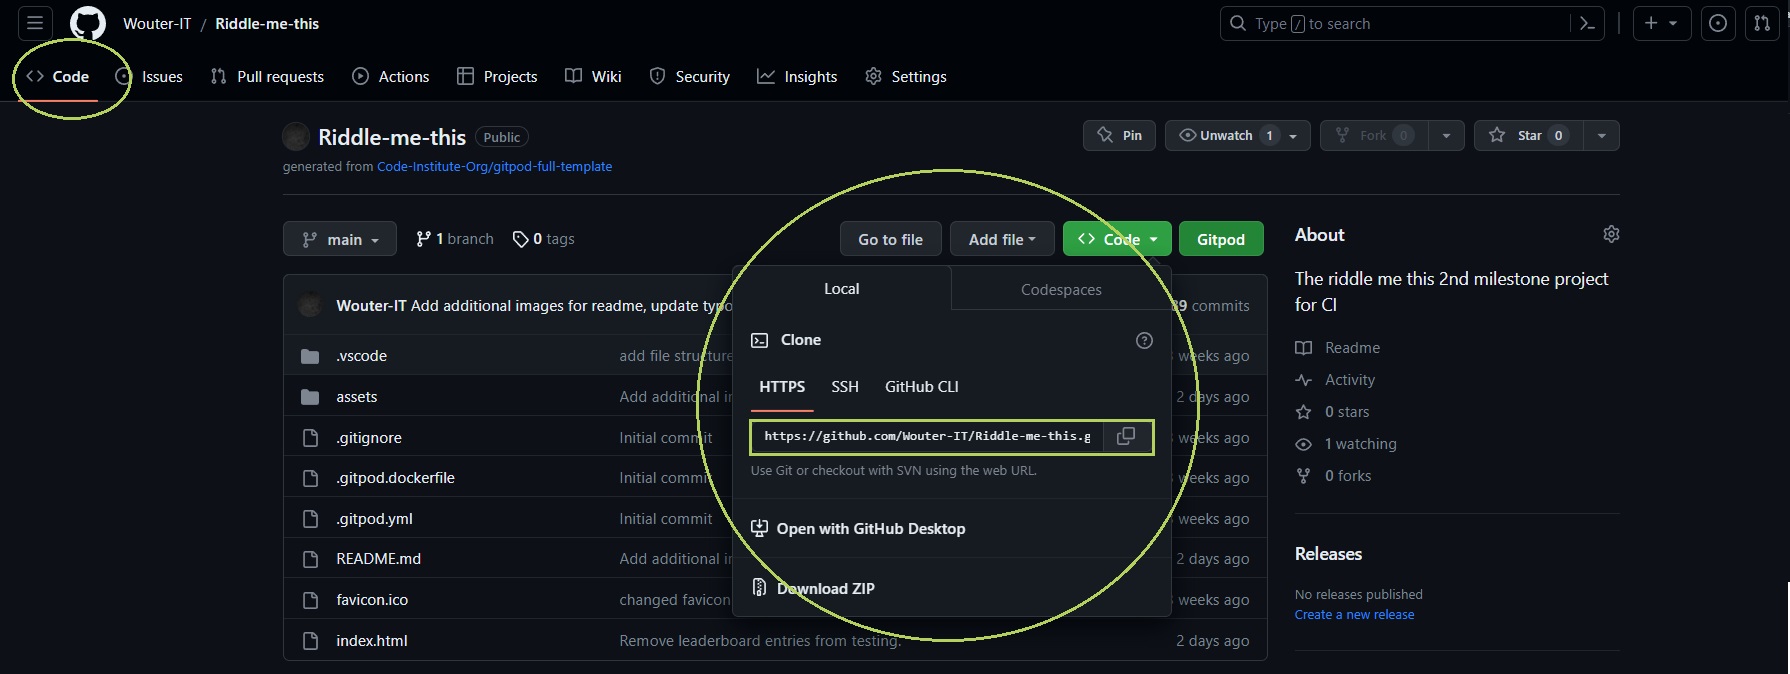 Wouter-IT / Riddle-me-this
Type / to search
Code Issues Pull requests Actions Projects Wiki Security Insights Settings
Riddle-me-this Public
Pin Unwatch 1 Fork 0 Star 0
generated from Code-Institute-Org/gitpod-full-template
main 1 branch 0 tags Go to file Add file Code Gitpod
Wouter-IT Add additional images for readme, update typo
89 commits
.vscode add file structure weeks ago
assets Add additional 2 days ago
.gitignore Initial commit weeks ago
.gitpod.dockerfile Initial commit weeks ago
.gitpod.yml Initial commit weeks ago
README.md Add additional 2 days ago
favicon.ico changed favicon weeks ago
index.html Remove leaderboard entries from testing. 2 days ago
Local Codespaces
Clone
HTTPS SSH GitHub CLI
https://github.com/Wouter-IT/Riddle-me-this.g
Use Git or checkout with SVN using the web URL.
Open with GitHub Desktop
Download ZIP
About
The riddle me this 2nd milestone project
for CI
Readme
Activity
0 stars
1 watching
0 forks
Releases
No releases published
Create a new release